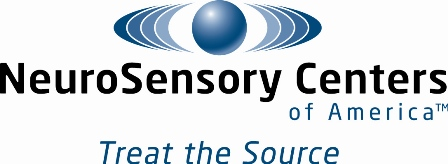 NeuroSensory Centers
of America™
Treat the Source